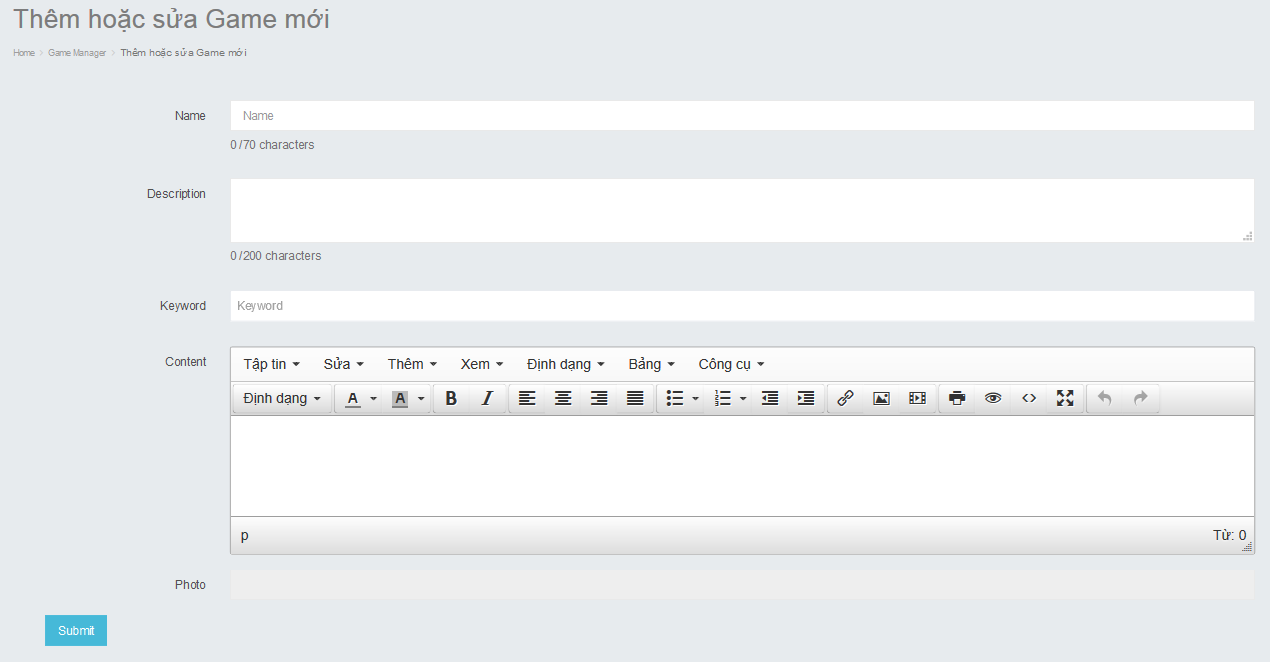 Thêm hoặc sửa Game mới
Home > Game Manager > Thêm hoặc sửa Game mới
Name
Name
0 /70 characters
Description
0 /200 characters
Keyword
Keyword
Content
Tập tin Sửa Thêm Xem Định dạng Bảng Công cụ
Định dạng A A B I
p
Từ: 0
Photo
Submit